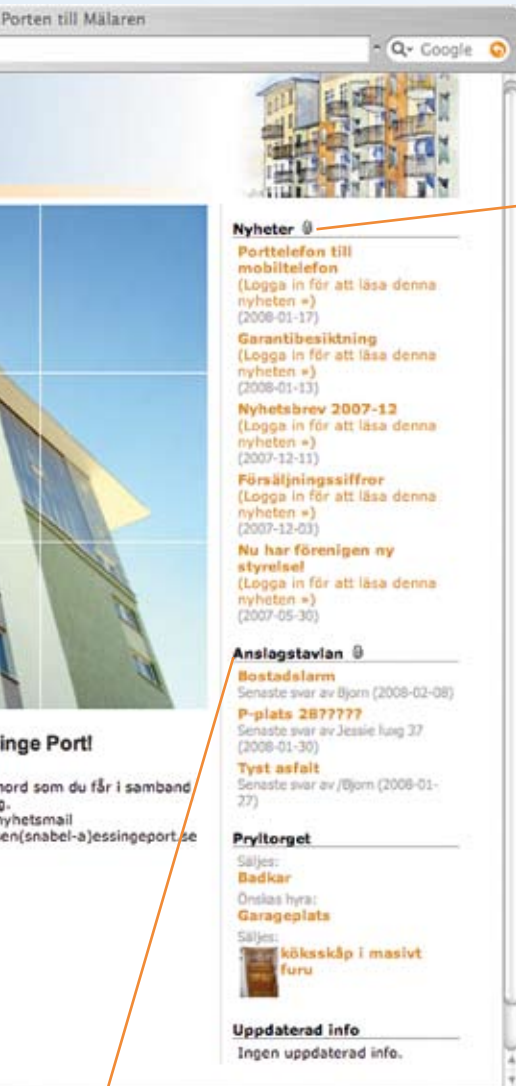 Porten till Mälaren
Google
Nyheter
Porttelefon till
mobiltelefon
(Logga in för att läsa denna
nyheten »)
(2008-01-17)
Garantibesiktning
(Logga in för att läsa denna
nyheten »)
(2008-01-13)
Nyhetsbrev 2007-12
(Logga in för att läsa denna
nyheten »)
(2007-12-11)
Försäljningssiffror
(Logga in för att läsa denna
nyheten »)
(2007-12-03)
Nu har förenigen ny
styrelse!
(Logga in för att läsa denna
nyheten »)
(2007-05-30)
Anslagstavlan
Bostadslarm
Senaste svar av Bjorn (2008-02-08)
P-plats 28?????
Senaste svar av Jessie luxg 37
(2008-01-30)
Tyst asfalt
Senaste svar av /Bjorn (2008-01-
27)
inge Port!
nord som du får i samband
g.
nyhetsmail
en(snabel-a)essingeport.se
Pryltorget
Säljes:
Badkar
Önskas hyra:
Garageplats
Säljes:
köksskåp i masivt
furu
Uppdaterad info
Ingen uppdaterad info.